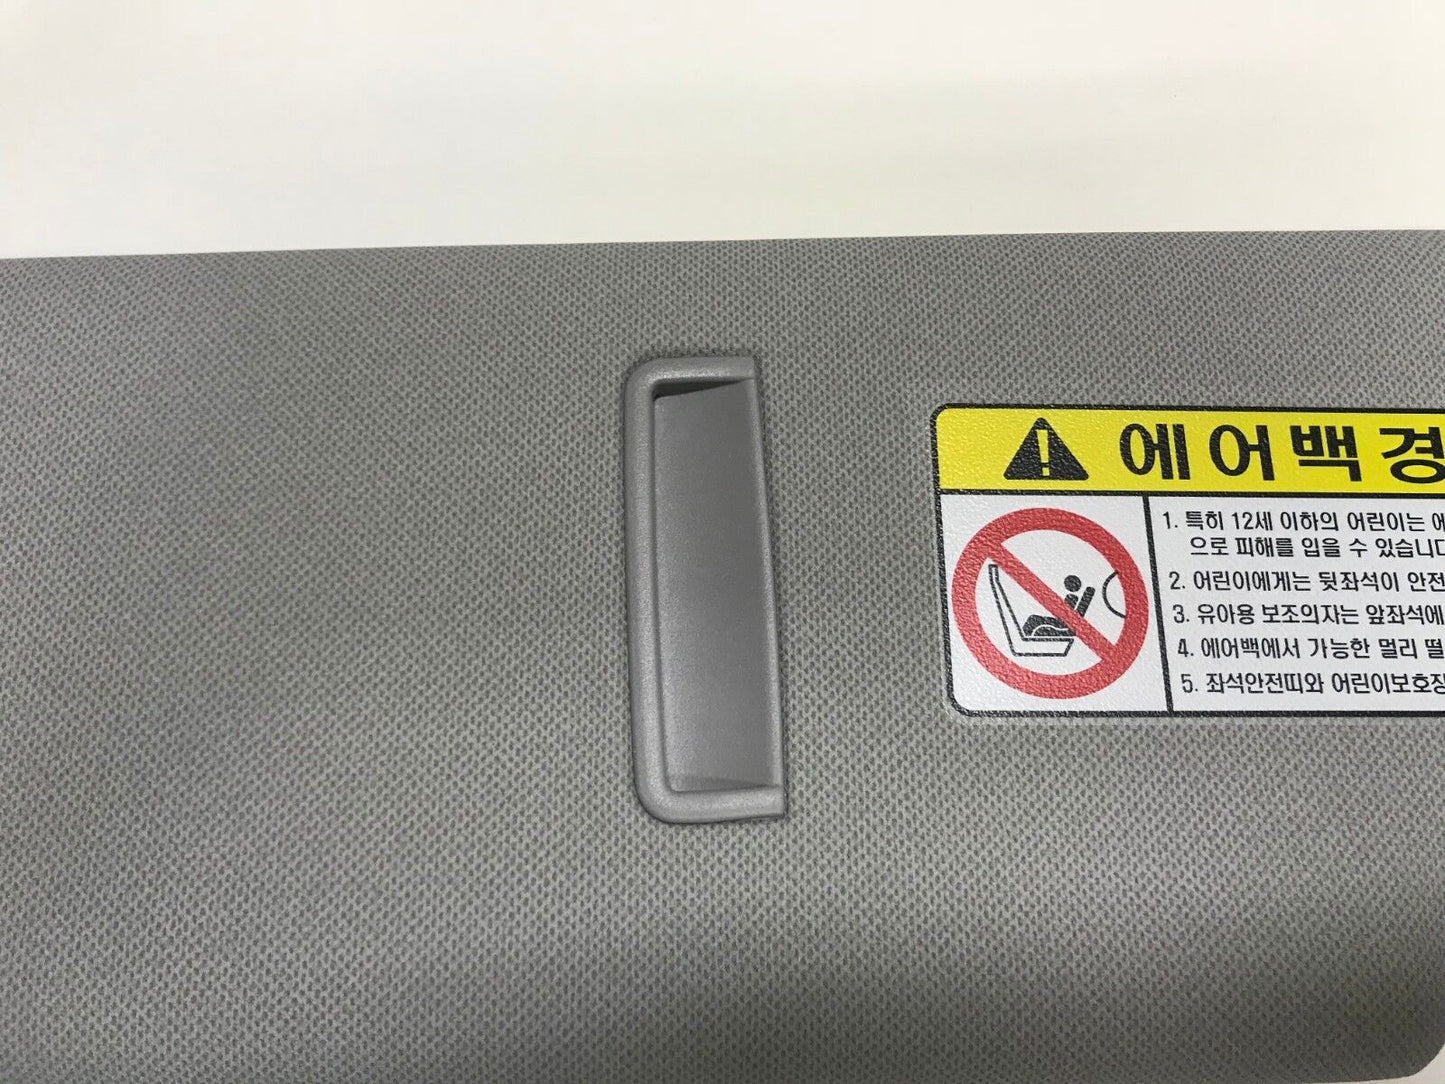 에어백 경
1. 특히 12세 이하의 어린이는 에
으로 피해를 입을 수 있습니다
2. 어린이에게는 뒷좌석이 안전
3. 유아용 보조의자는 앞좌석에
4. 에어백에서 가능한 멀리 떨
5. 좌석안전띠와 어린이보호장